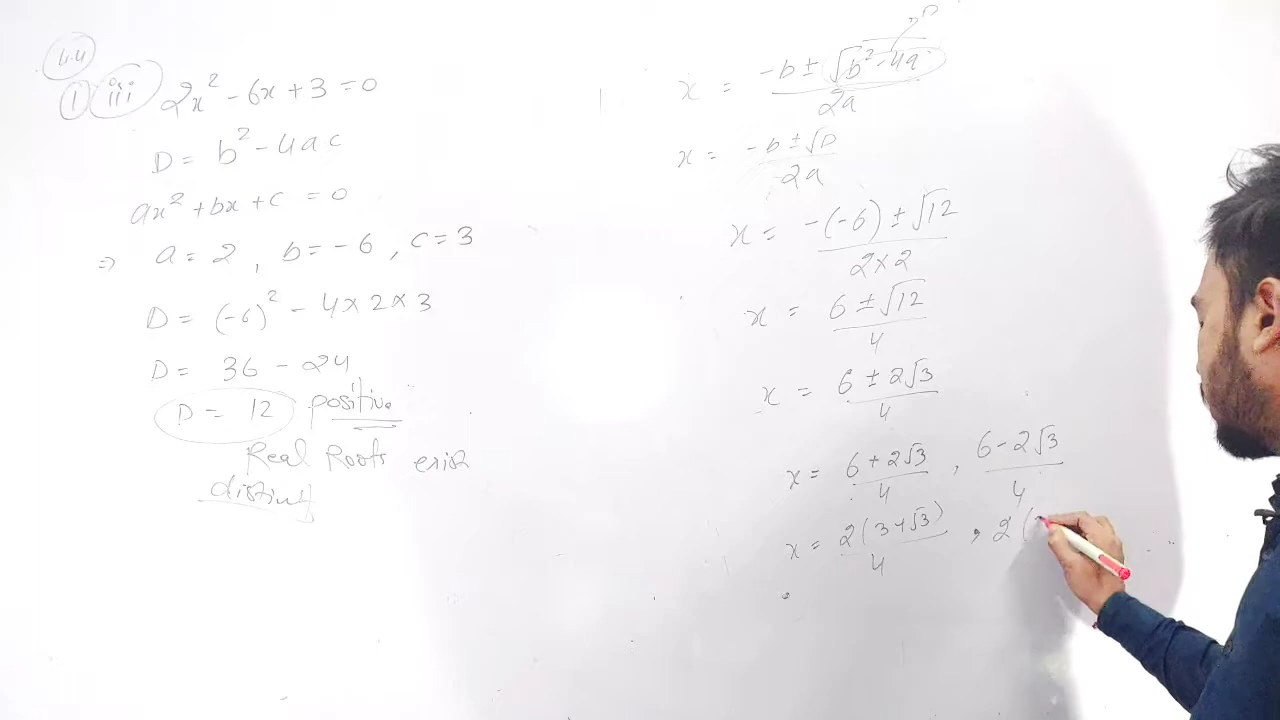 4.4
① iii 2x² - 6x + 3 = 0
D = b² - 4ac
ax² + bx + c = 0
⇒ a = 2 , b = -6 , c = 3
D = (-6)² - 4 × 2 × 3
D = 36 - 24
D = 12 positive
Real Roots exist
distinct
x = -b ± √b² - 4a / 2a
x = -b ± √D / 2a
x = -(-6) ± √12 / 2×2
x = 6 ± √12 / 4
x = 6 ± 2√3 / 4
x = 6 + 2√3 / 4 , 6 - 2√3 / 4
x = 2(3+√3) / 4 , 2(